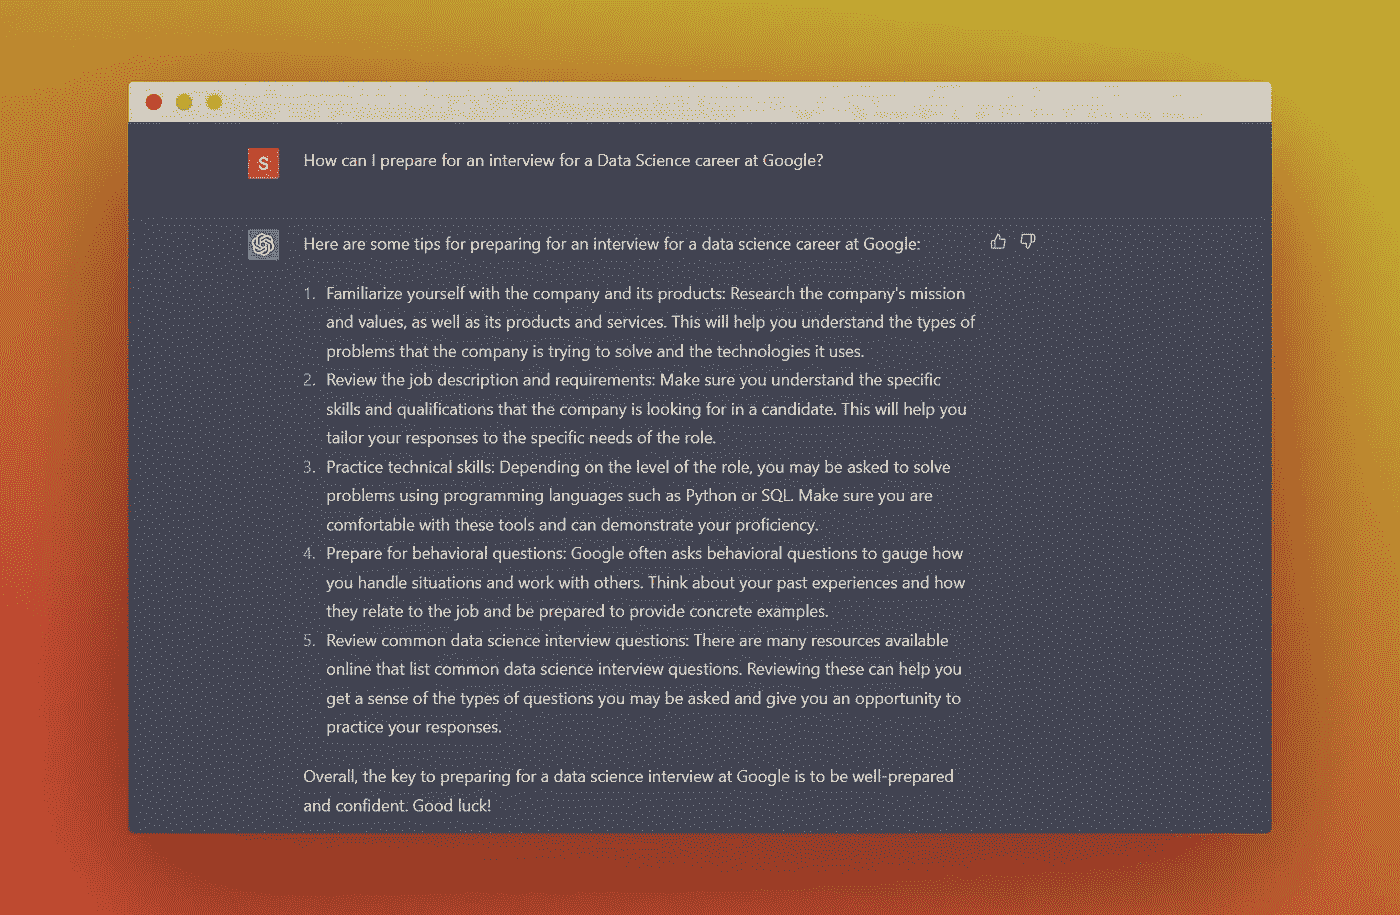 S
How can I prepare for an interview for a Data Science career at Google?
Here are some tips for preparing for an interview for a data science career at Google:
1. Familiarize yourself with the company and its products: Research the company's mission
and values, as well as its products and services. This will help you understand the types of
problems that the company is trying to solve and the technologies it uses.
2. Review the job description and requirements: Make sure you understand the specific
skills and qualifications that the company is looking for in a candidate. This will help you
tailor your responses to the specific needs of the role.
3. Practice technical skills: Depending on the level of the role, you may be asked to solve
problems using programming languages such as Python or SQL. Make sure you are
comfortable with these tools and can demonstrate your proficiency.
4. Prepare for behavioral questions: Google often asks behavioral questions to gauge how
you handle situations and work with others. Think about your past experiences and how
they relate to the job and be prepared to provide concrete examples.
5. Review common data science interview questions: There are many resources available
online that list common data science interview questions. Reviewing these can help you
get a sense of the types of questions you may be asked and give you an opportunity to
practice your responses.
Overall, the key to preparing for a data science interview at Google is to be well-prepared
and confident. Good luck!